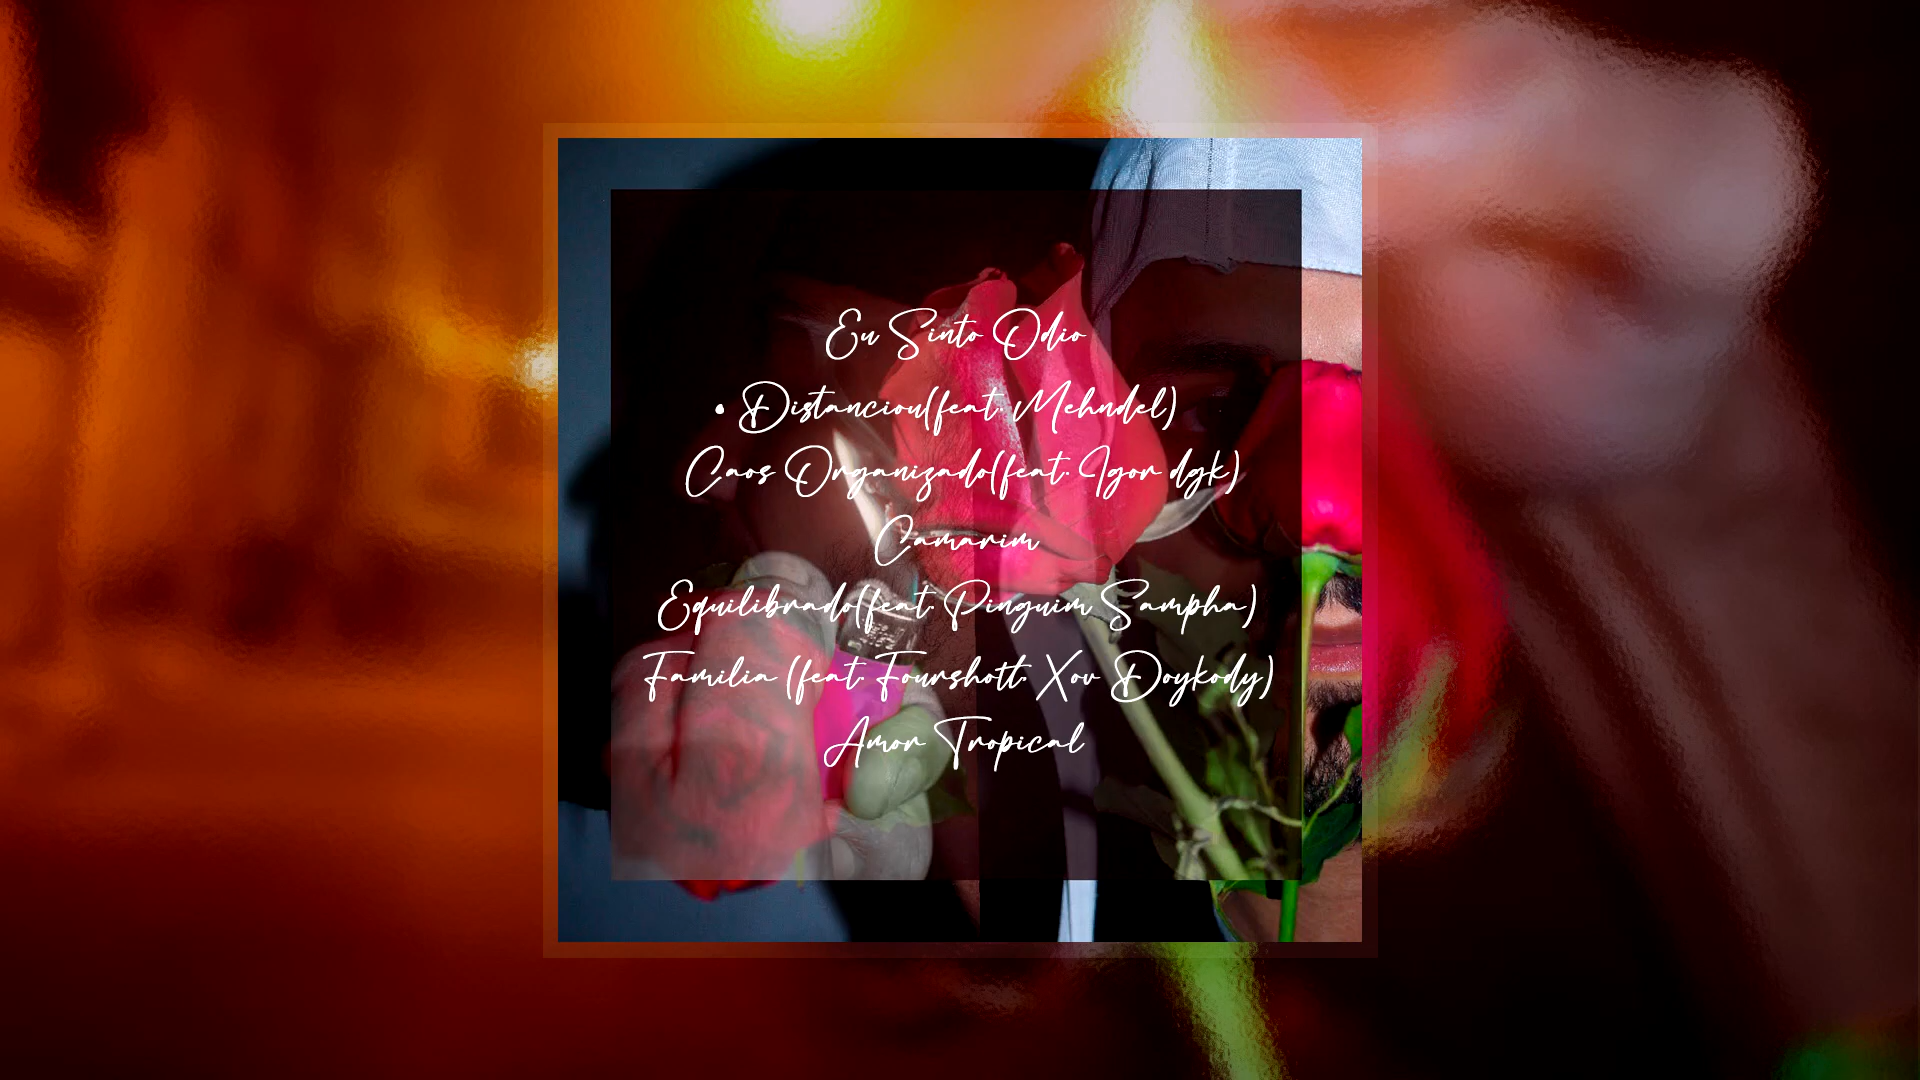 Eu Sinto Odio
• Distanciou(feat. Mehndel)
Caos Organizado(feat. Igor dgk)
Camarim
Equilibrado(feat. Pinguim Sampha)
Familia (feat. Fourshott. Xov Doykody)
Amor Tropical